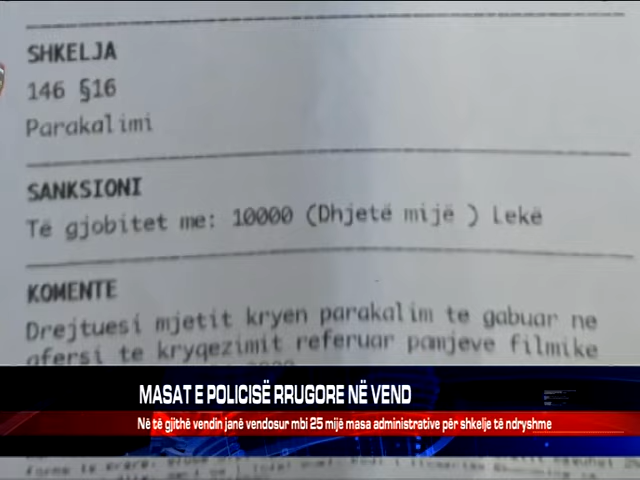 SHKELJA
146 §16
Parakalimi
SANKSIONI
Të gjobitet me: 10000 (Dhjetë mijë ) Lekë
KOMENTE
Drejtuesi mjetit kryen parakalim te gabuar ne
afersi te kryqezimit referuar pamjeve filmike
MASAT E POLICISË RRUGORE NË VEND
Në të gjithë vendin janë vendosur mbi 25 mijë masa administrative për shkelje të ndryshme